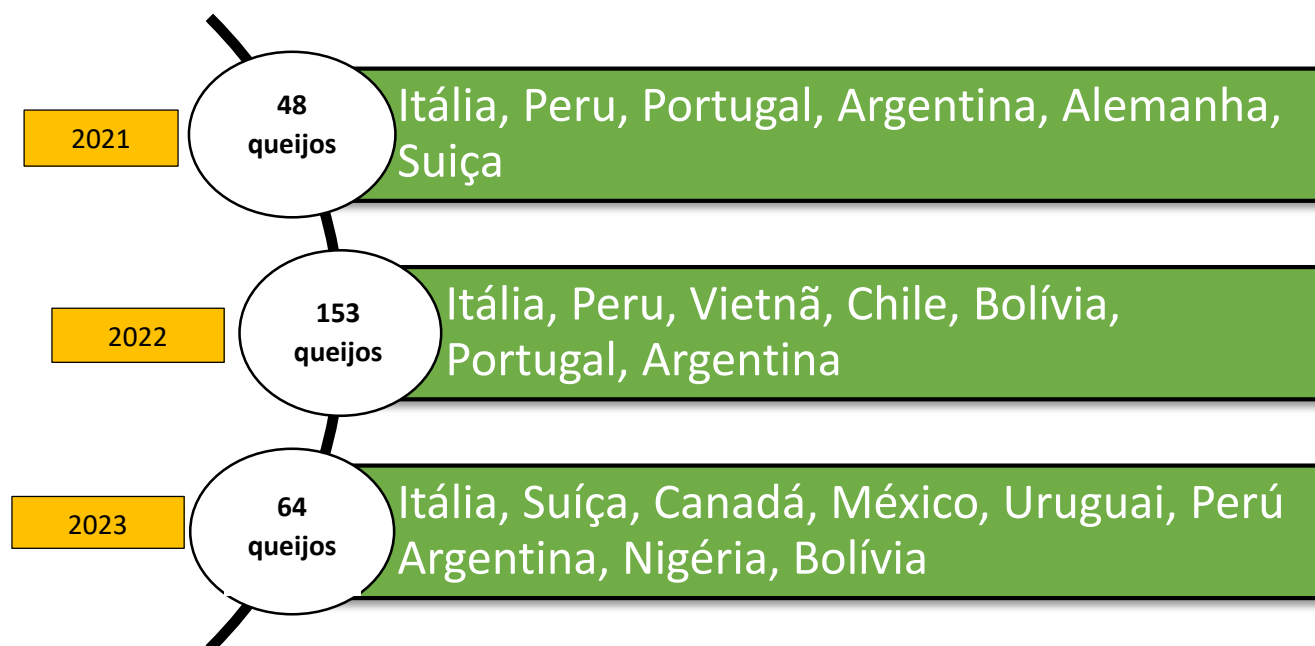 2021
48
queijos
Itália, Peru, Portugal, Argentina, Alemanha,
Suiça
2022
153
queijos
Itália, Peru, Vietnã, Chile, Bolívia,
Portugal, Argentina
2023
64
queijos
Itália, Suíça, Canadá, México, Uruguai, Perú
Argentina, Nigéria, Bolívia